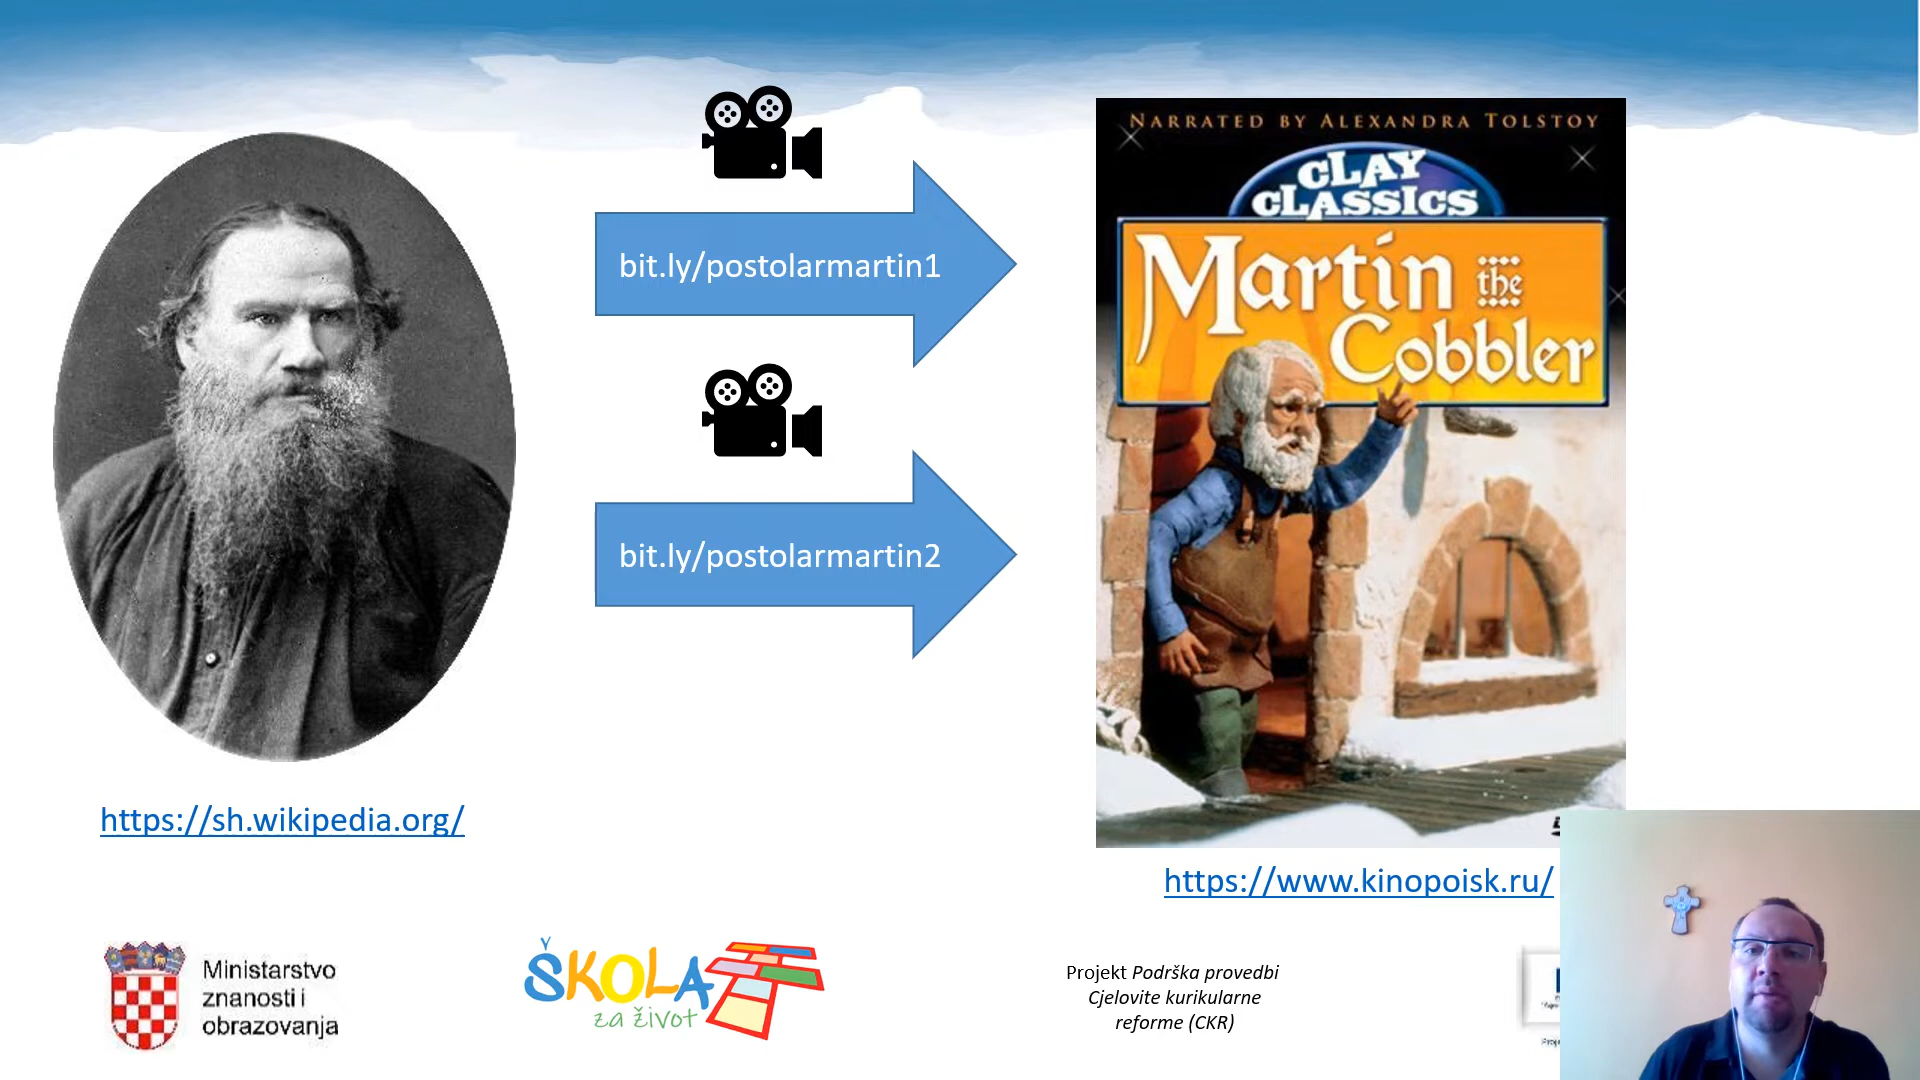 bit.ly/postolarmartin1
bit.ly/postolarmartin2
https://sh.wikipedia.org/
NARRATED BY ALEXANDRA TOLSTOY
CLAY
CLASSICS
Martin the
Cobbler
https://www.kinopoisk.ru/
Ministarstvo
znanosti i
obrazovanja
ŠKOLA
za život
Projekt Podrška provedbi
Cjelovite kurikularne
reforme (CKR)